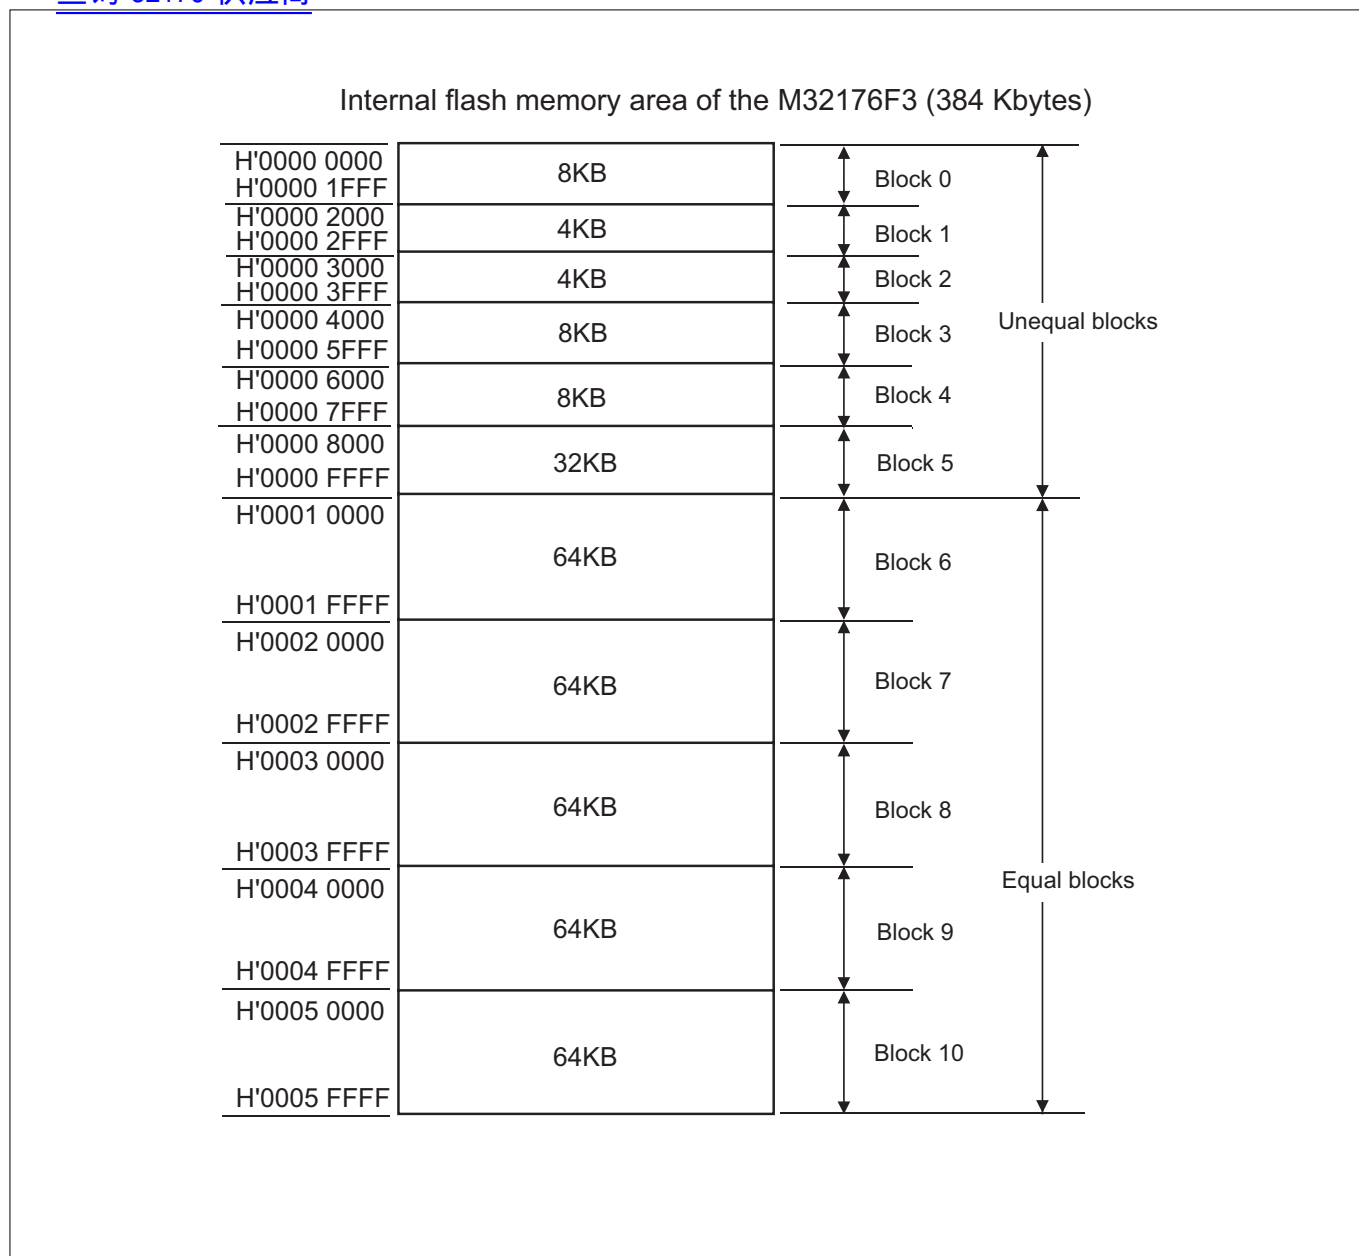 Internal flash memory area of the M32176F3 (384 Kbytes)
H'0000 0000
H'0000 1FFF
8KB
Block 0
H'0000 2000
H'0000 2FFF
4KB
Block 1
H'0000 3000
H'0000 3FFF
4KB
Block 2
H'0000 4000
H'0000 5FFF
8KB
Block 3
Unequal blocks
H'0000 6000
H'0000 7FFF
8KB
Block 4
H'0000 8000
H'0000 FFFF
32KB
Block 5
H'0001 0000
H'0001 FFFF
64KB
Block 6
H'0002 0000
H'0002 FFFF
64KB
Block 7
H'0003 0000
H'0003 FFFF
64KB
Block 8
H'0004 0000
H'0004 FFFF
64KB
Block 9
Equal blocks
H'0005 0000
H'0005 FFFF
64KB
Block 10